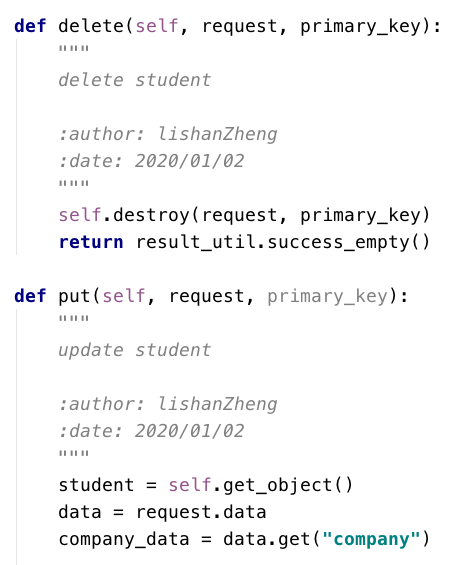 def delete(self, request, primary_key):
    """
    delete student

    :author: lishanZheng
    :date: 2020/01/02
    """
    self.destroy(request, primary_key)
    return result_util.success_empty()

def put(self, request, primary_key):
    """
    update student

    :author: lishanZheng
    :date: 2020/01/02
    """
    student = self.get_object()
    data = request.data
    company_data = data.get("company")